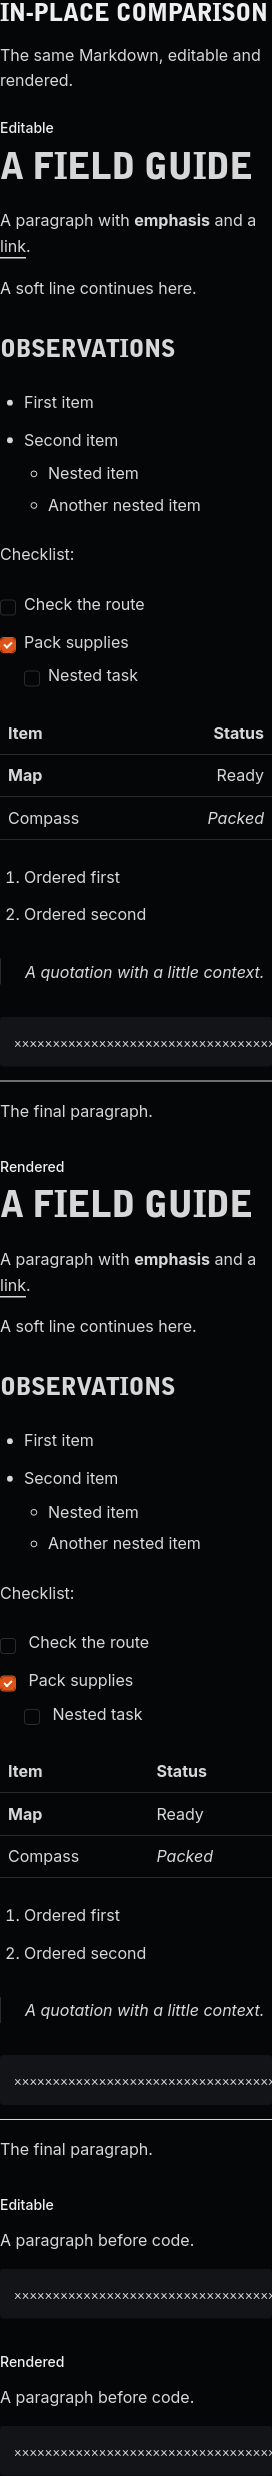 IN-PLACE COMPARISON
The same Markdown, editable and
rendered.
Editable
A FIELD GUIDE
A paragraph with emphasis and a
link.
A soft line continues here.
OBSERVATIONS
First item
Second item
Nested item
Another nested item
Checklist:
Check the route
Pack supplies
Nested task
Item Status
Map Ready
Compass Packed
1. Ordered first
2. Ordered second
A quotation with a little context.
xxxxxxxxxxxxxxxxxxxxxxxxxxxxxxxxxx
The final paragraph.
Rendered
A FIELD GUIDE
A paragraph with emphasis and a
link.
A soft line continues here.
OBSERVATIONS
First item
Second item
Nested item
Another nested item
Checklist:
Check the route
Pack supplies
Nested task
Item Status
Map Ready
Compass Packed
1. Ordered first
2. Ordered second
A quotation with a little context.
xxxxxxxxxxxxxxxxxxxxxxxxxxxxxxxxxx
The final paragraph.
Editable
A paragraph before code.
xxxxxxxxxxxxxxxxxxxxxxxxxxxxxxxxxx
Rendered
A paragraph before code.
xxxxxxxxxxxxxxxxxxxxxxxxxxxxxxxxxx